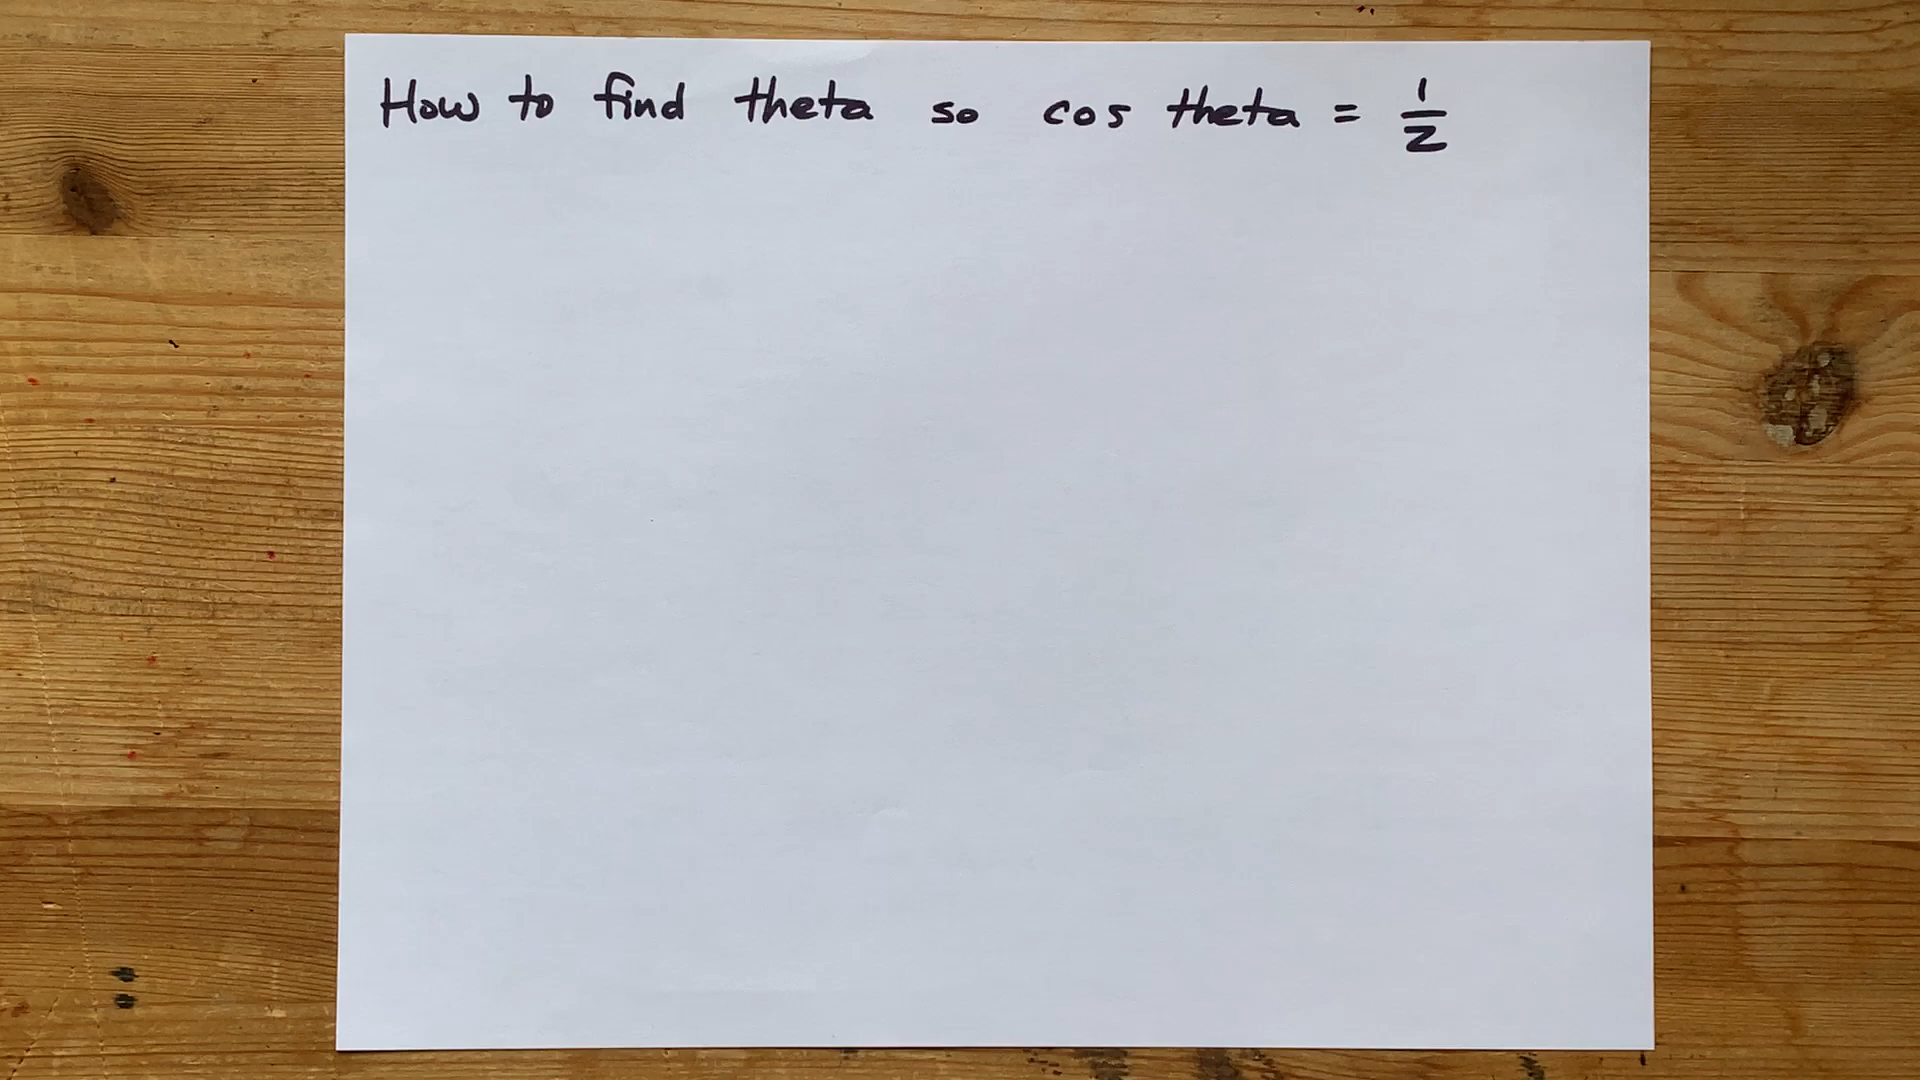 How to find theta so cos theta = 1/2